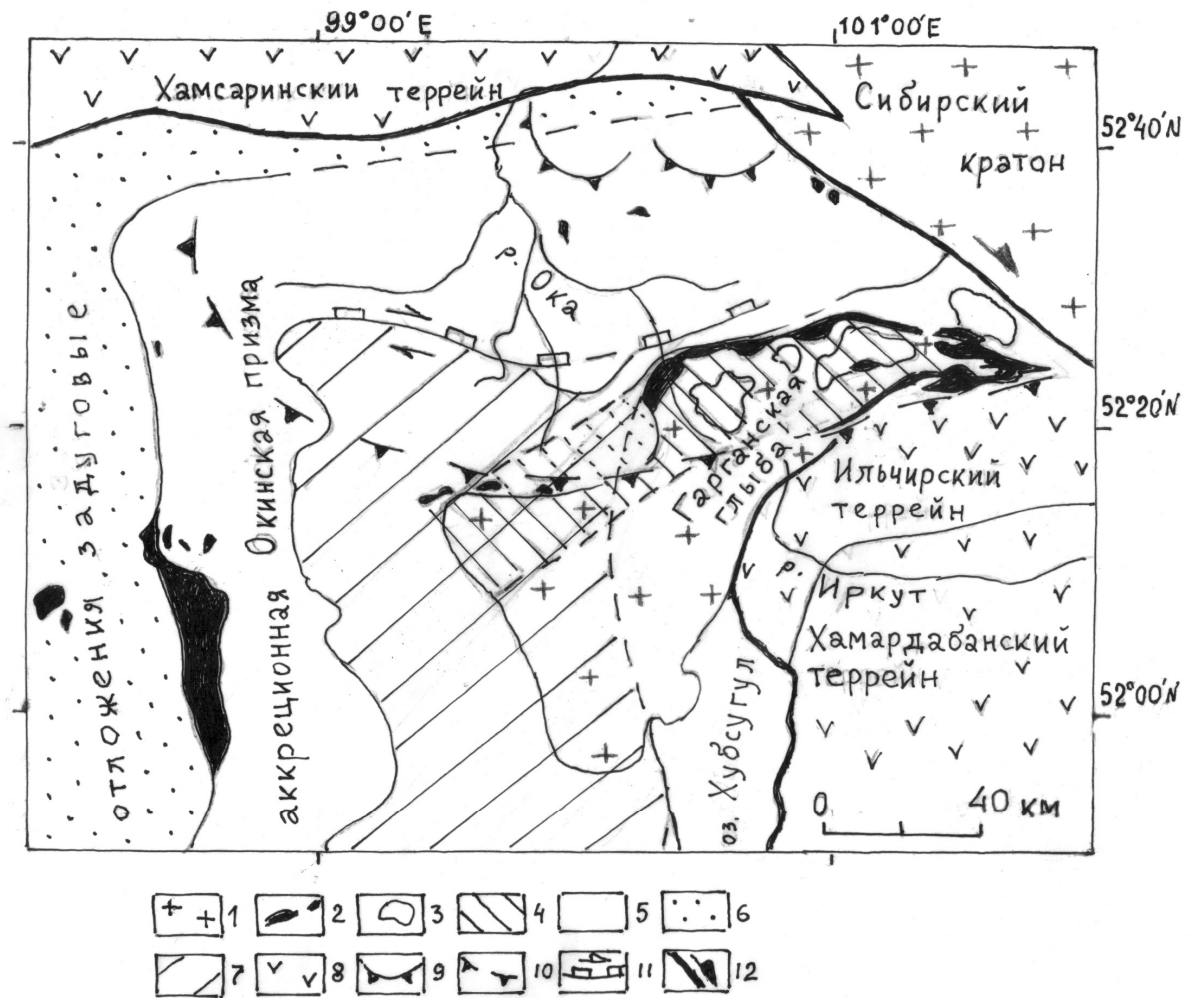 99°00′E
101°00′E
Хамсаринский террейн
Сибирский
кратон
52°40′N
р. Ока
отложения задуговые
аккреционная Окинская призма
52°20′N
Гарганская
глыба
Ильчирский
террейн
р.
Иркут
Хамардабанский
террейн
52°00′N
оз. Хубсугул
0 40 км
1 2 3 4 5 6
7 8 9 10 11 12